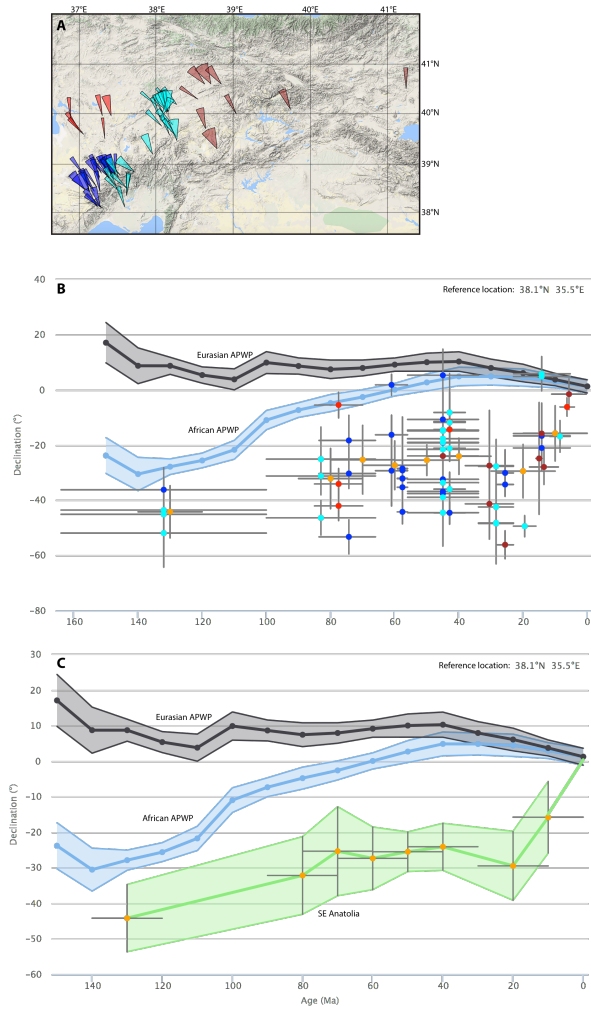 37°E 38°E 39°E 40°E 41°E
A
41°N
40°N
39°N
38°N
40
B
Reference location: 38.1°N 35.5°E
20
Eurasian APWP
0
African APWP
Declination (°)
-20
-40
-60
-80
160 140 120 100 80 60 40 20 0
30
C
Reference location: 38.1°N 35.5°E
20
Eurasian APWP
10
0
-10
African APWP
Declination (°)
-20
-30
-40
SE Anatolia
-50
-60
140 120 100 80 60 40 20 0
Age (Ma)